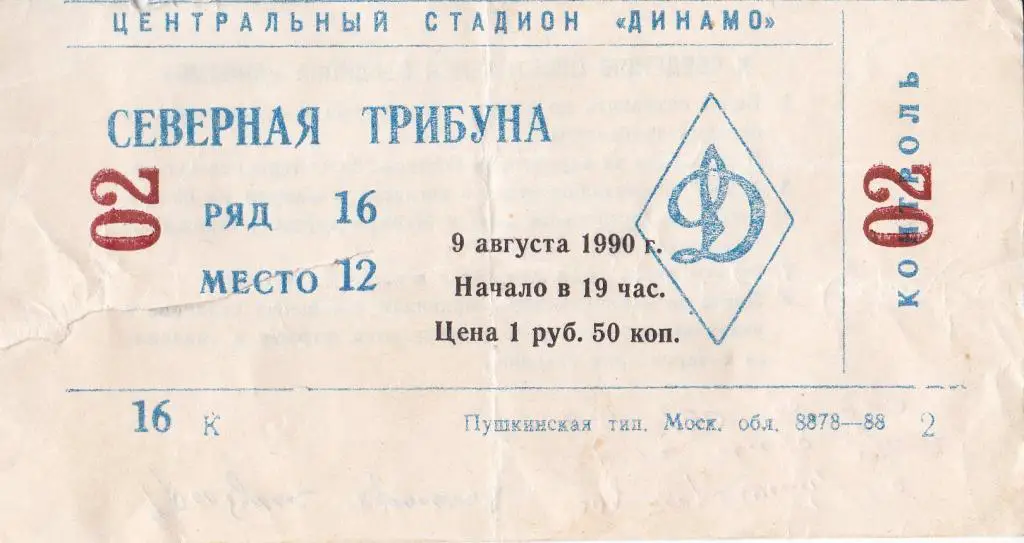 ЦЕНТРАЛЬНЫЙ СТАДИОН «ДИНАМО»
СЕВЕРНАЯ ТРИБУНА
02
РЯД 16
МЕСТО 12
Д
9 августа 1990 г.
Начало в 19 час.
Цена 1 руб. 50 коп.
КОНТРОЛЬ
02
16 К
Пушкинская тип. Моск. обл. 8878—88 2